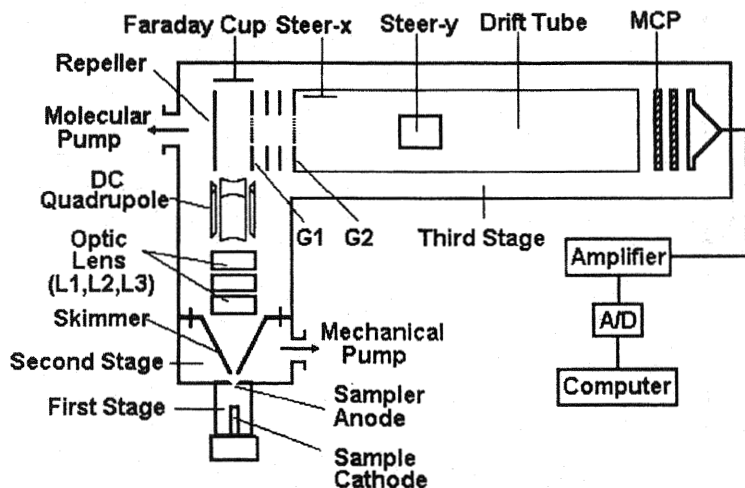 Faraday Cup
Steer-x
Steer-y
Drift Tube
MCP
Repeller
Molecular
Pump
DC
Qudrupole
G1
G2
Third Stage
Optic
Lens
(L1,L2,L3)
Amplifier
Skimmer
Mechanical
Pump
A/D
Second Stage
Computer
First Stage
Sampler
Anode
Sample
Cathode